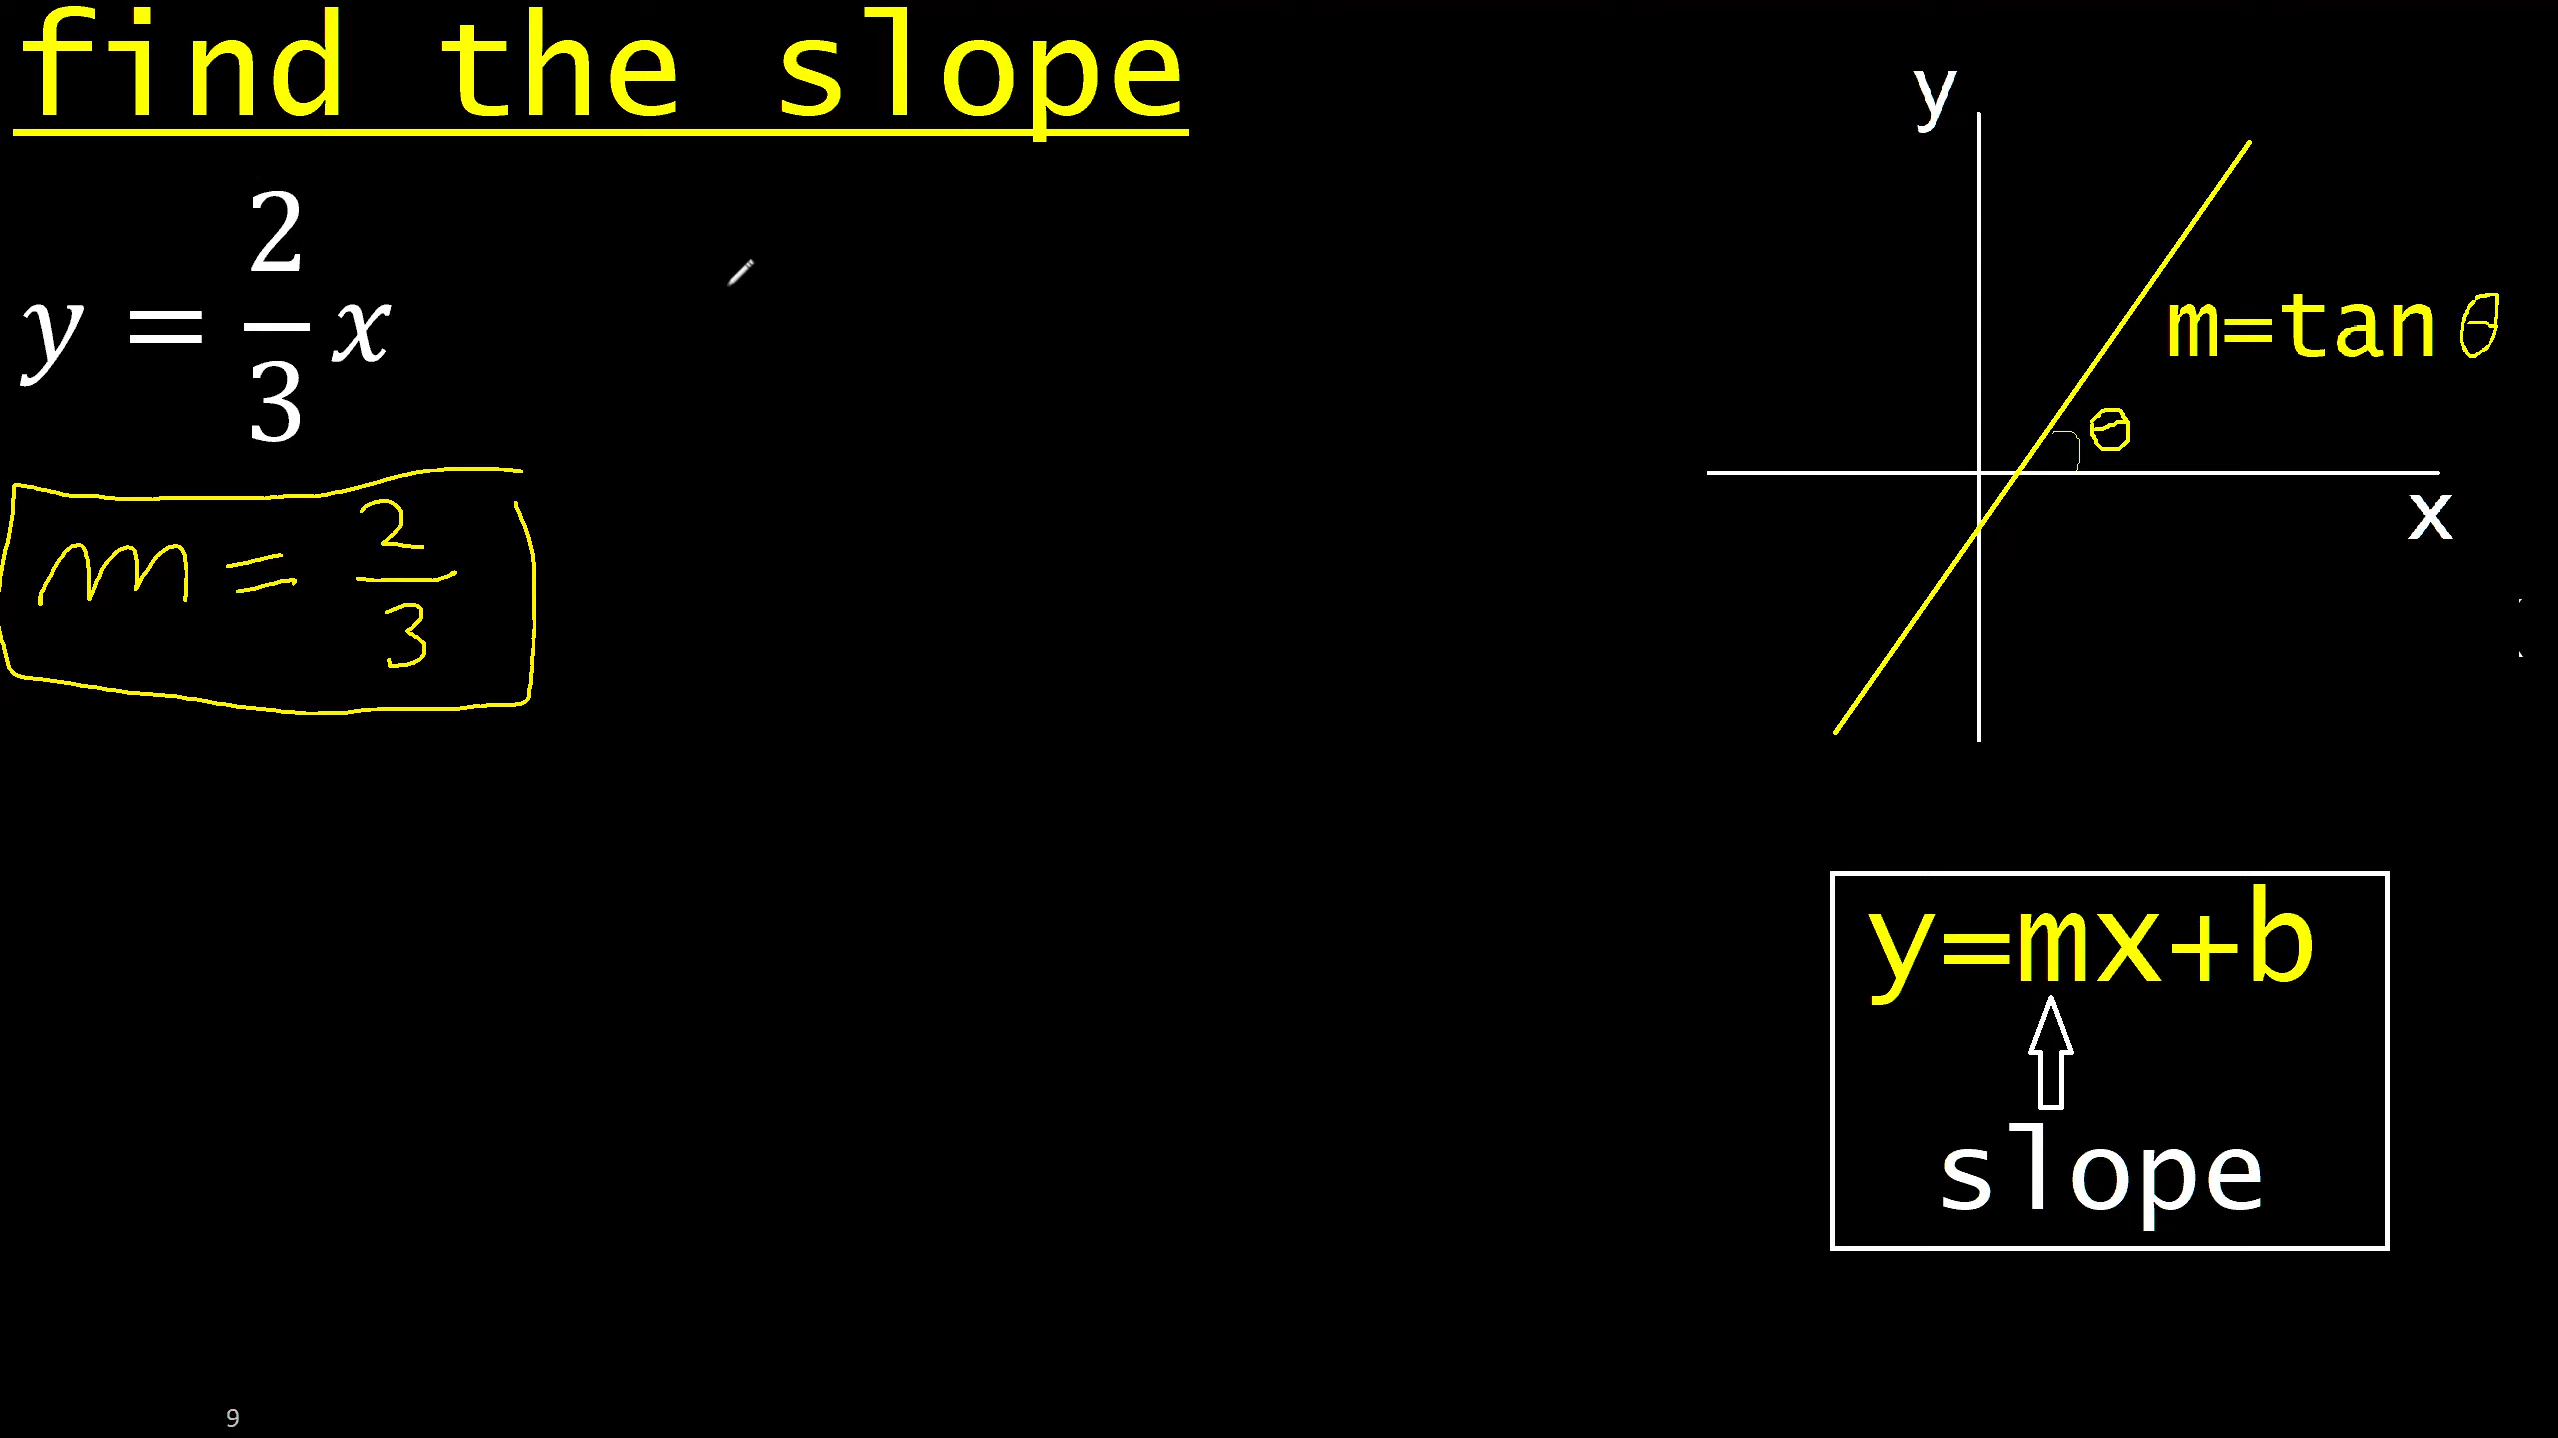 find the slope
y = 2/3 x
m = 2/3
y
m=tan θ
θ
x
y=mx+b
slope
9